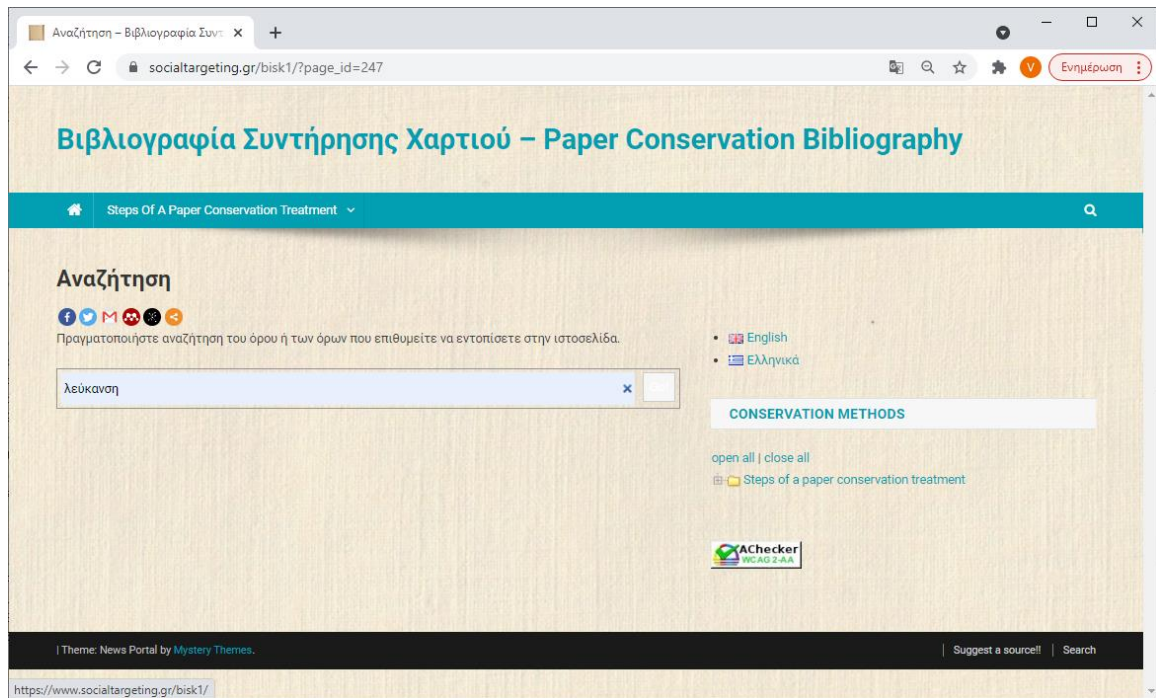 Αναζήτηση – Βιβλιογραφία Συντ
socialtargeting.gr/bisk1/?page_id=247
Ενημέρωση
Βιβλιογραφία Συντήρησης Χαρτιού – Paper Conservation Bibliography
Steps Of A Paper Conservation Treatment
Αναζήτηση
Πραγματοποιήστε αναζήτηση του όρου ή των όρων που επιθυμείτε να εντοπίσετε στην ιστοσελίδα.
λεύκανση
English
Ελληνικά
CONSERVATION METHODS
open all | close all
Steps of a paper conservation treatment
AChecker
WCAG 2-AA
| Theme: News Portal by Mystery Themes.
| Suggest a source!! | Search
https://www.socialtargeting.gr/bisk1/